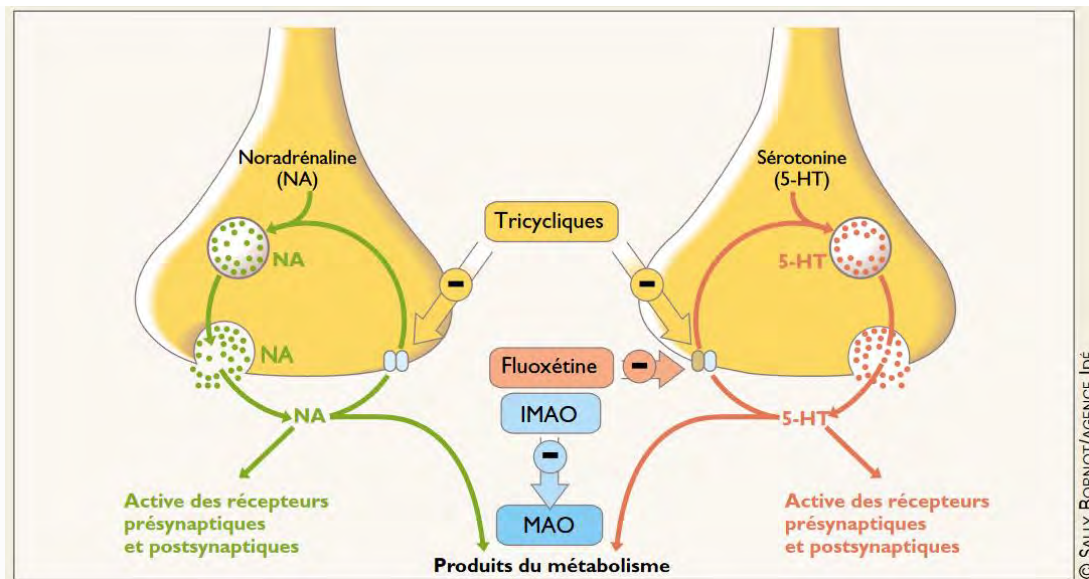 Noradrénaline
(NA)
Sérotonine
(5-HT)
Tricycliques
NA
5-HT
–
–
NA
Fluoxétine
–
IMAO
NA
5-HT
–
Active des récepteurs
présynaptiques
et postsynaptiques
MAO
Active des récepteurs
présynaptiques
et postsynaptiques
Produits du métabolisme
© SALLY BORNOT/AGENCE IDÉ